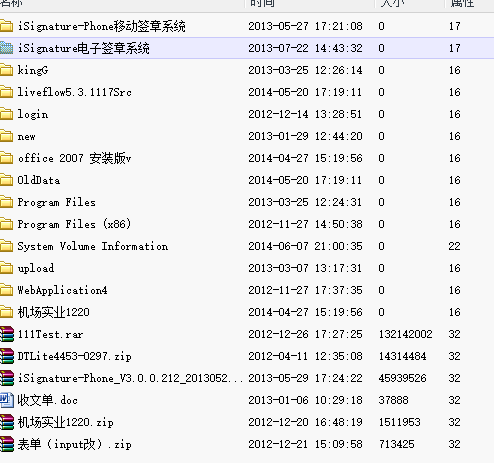 名称 时间 大小 属性
iSignature-Phone移动签章系统 2013-05-27 17:21:08 0 17
iSignature电子签章系统 2013-07-22 14:43:32 0 17
kingG 2013-03-25 12:26:14 0 16
liveflow5.3.1117Src 2014-05-20 17:19:11 0 16
login 2012-12-14 13:28:51 0 16
new 2013-01-29 12:44:20 0 16
office 2007 安装版v 2014-04-27 15:19:56 0 16
OldData 2014-05-20 17:19:11 0 16
Program Files 2013-03-25 12:24:31 0 16
Program Files (x86) 2012-11-27 14:50:38 0 16
System Volume Information 2014-06-07 21:00:35 0 22
upload 2013-03-07 13:17:31 0 16
WebApplication4 2012-11-27 17:37:35 0 16
机场实业1220 2014-04-27 15:19:56 0 16
111Test.rar 2012-12-26 17:27:25 132142002 32
DTLite4453-0297.zip 2012-04-11 12:35:08 14314484 32
iSignature-Phone_V3.0.0.212_2013052... 2013-05-29 17:24:22 45939526 32
收文单.doc 2013-01-06 10:29:18 37888 32
机场实业1220.zip 2012-12-20 16:48:19 1511953 32
表单（input改）.zip 2012-12-21 15:09:58 713425 32